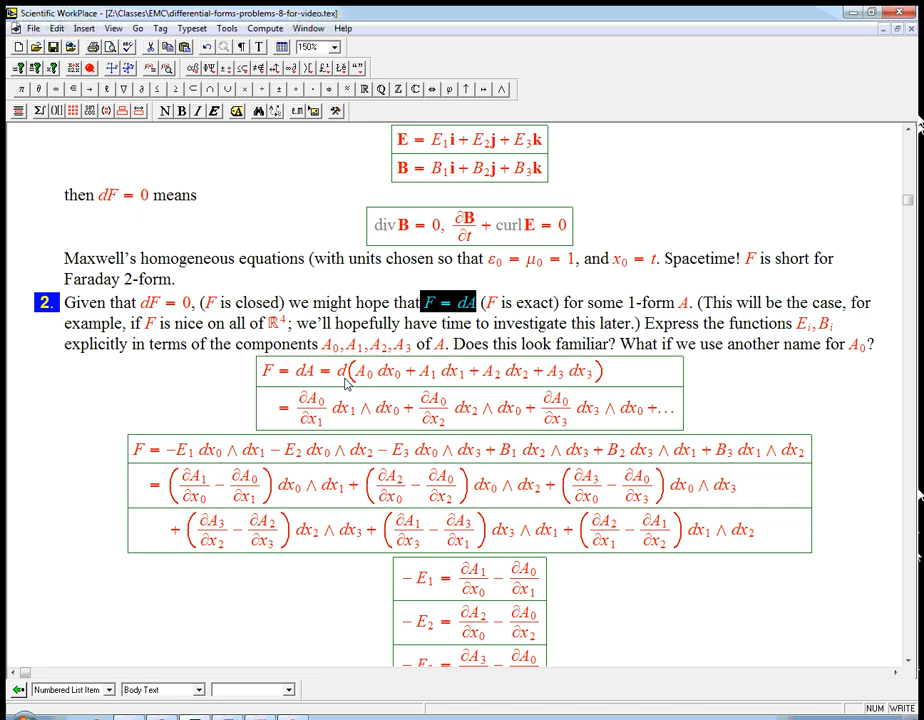 Scientific WorkPlace - [Z:\Classes\EMC\differential-forms-problems-8-for-video.tex]
File Edit Insert View Go Tag Typeset Tools Compute Window Help
150%
N B I E
E = E₁i + E₂j + E₃k
B = B₁i + B₂j + B₃k
then dF = 0 means
div B = 0, ∂B/∂t + curl E = 0
Maxwell's homogeneous equations (with units chosen so that ε₀ = μ₀ = 1, and x₀ = t. Spacetime! F is short for
Faraday 2-form.
2. Given that dF = 0, (F is closed) we might hope that F = dA (F is exact) for some 1-form A. (This will be the case, for
example, if F is nice on all of ℝ⁴; we'll hopefully have time to investigate this later.) Express the functions Eᵢ, Bᵢ
explicitly in terms of the components A₀, A₁, A₂, A₃ of A. Does this look familiar? What if we use another name for A₀?
F = dA = d(A₀ dx₀ + A₁ dx₁ + A₂ dx₂ + A₃ dx₃)
= ∂A₀/∂x₁ dx₁ ∧ dx₀ + ∂A₀/∂x₂ dx₂ ∧ dx₀ + ∂A₀/∂x₃ dx₃ ∧ dx₀ + …
F = −E₁ dx₀ ∧ dx₁ − E₂ dx₀ ∧ dx₂ − E₃ dx₀ ∧ dx₃ + B₁ dx₂ ∧ dx₃ + B₂ dx₃ ∧ dx₁ + B₃ dx₁ ∧ dx₂
= (∂A₁/∂x₀ − ∂A₀/∂x₁) dx₀ ∧ dx₁ + (∂A₂/∂x₀ − ∂A₀/∂x₂) dx₀ ∧ dx₂ + (∂A₃/∂x₀ − ∂A₀/∂x₃) dx₀ ∧ dx₃
+ (∂A₃/∂x₂ − ∂A₂/∂x₃) dx₂ ∧ dx₃ + (∂A₁/∂x₃ − ∂A₃/∂x₁) dx₃ ∧ dx₁ + (∂A₂/∂x₁ − ∂A₁/∂x₂) dx₁ ∧ dx₂
− E₁ = ∂A₁/∂x₀ − ∂A₀/∂x₁
− E₂ = ∂A₂/∂x₀ − ∂A₀/∂x₂
∂A₃ ∂A₀
Numbered List Item Body Text
NUM WRITE